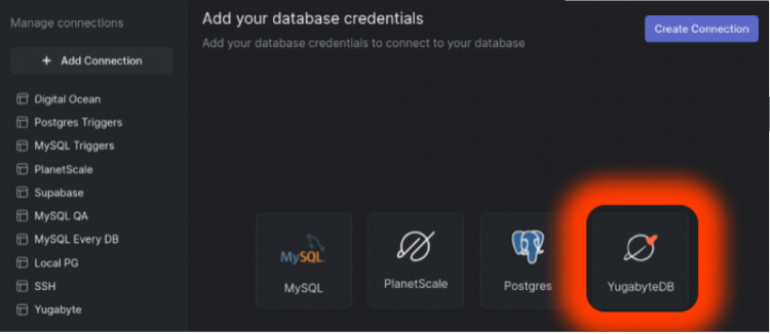 Manage connections
+ Add Connection
Digital Ocean
Postgres Triggers
MySQL Triggers
PlanetScale
Supabase
MySQL QA
MySQL Every DB
Local PG
SSH
Yugabyte
Add your database credentials
Add your database credentials to connect to your database
Create Connection
MySQL
MySQL
PlanetScale
Postgres
YugabyteDB